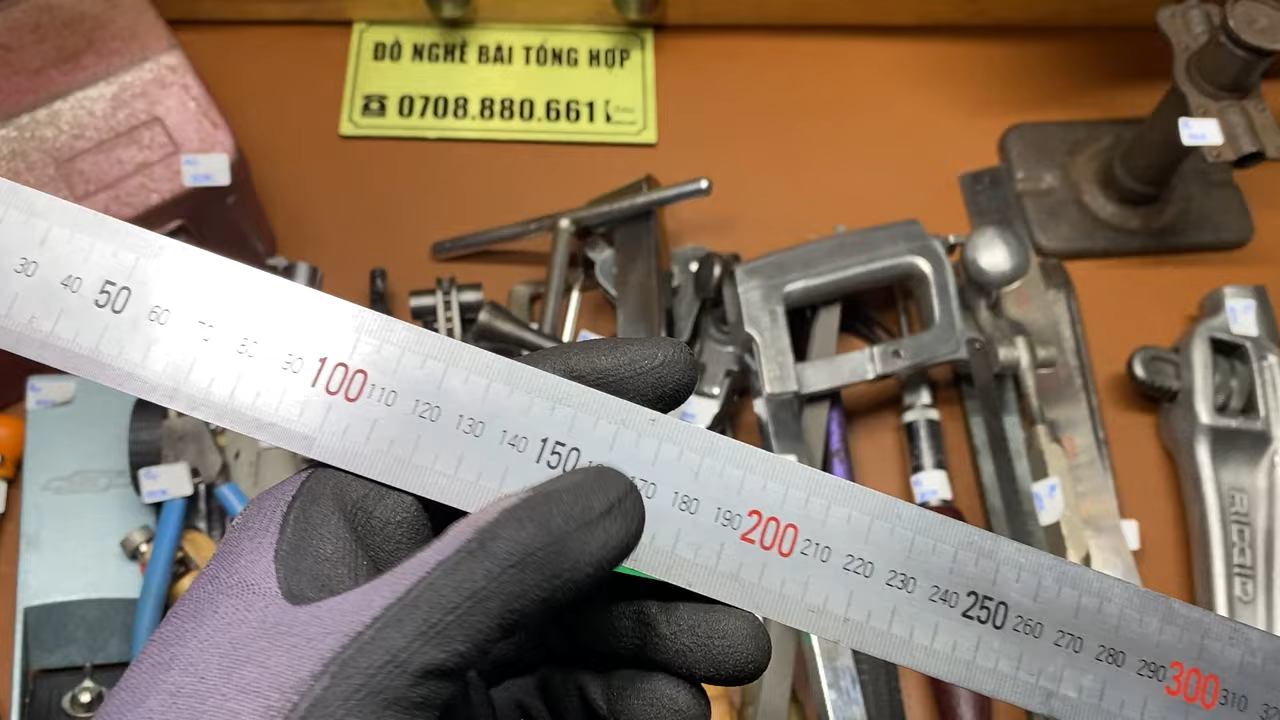 ĐỒ NGHỀ BÃI TỔNG HỢP
0708.880.661
30 40 50 60 70 80 90 100 110 120 130 140 150 170 180 190 200 210 220 230 240 250 260 270 280 290 300 310
RIDGID